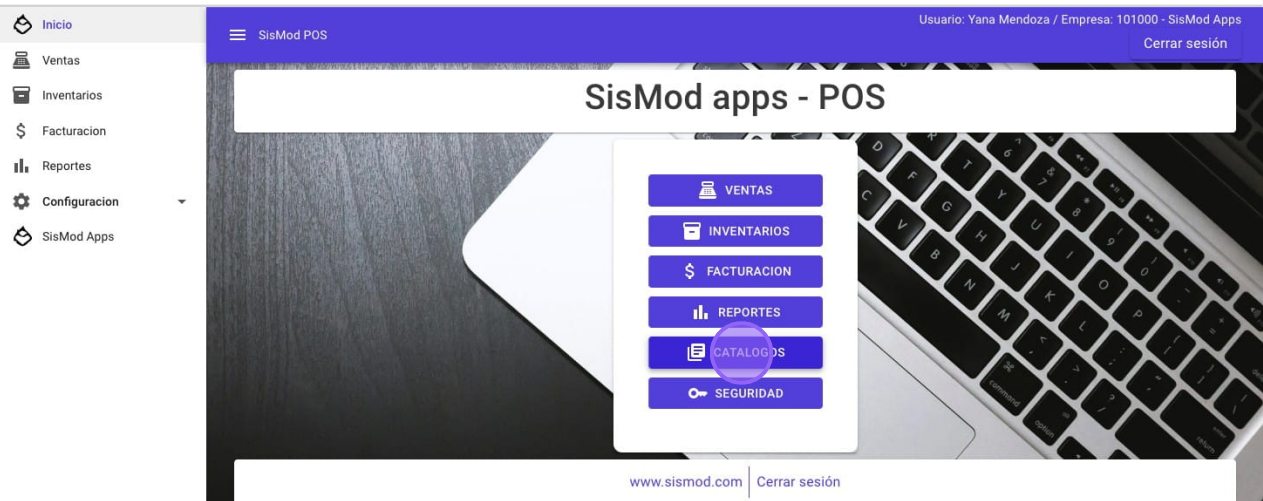 Inicio
Ventas
Inventarios
Facturacion
Reportes
Configuracion
SisMod Apps
SisMod POS
Usuario: Yana Mendoza / Empresa: 101000 - SisMod Apps
Cerrar sesión
SisMod apps - POS
VENTAS
INVENTARIOS
FACTURACION
REPORTES
CATALOGOS
SEGURIDAD
www.sismod.com | Cerrar sesión